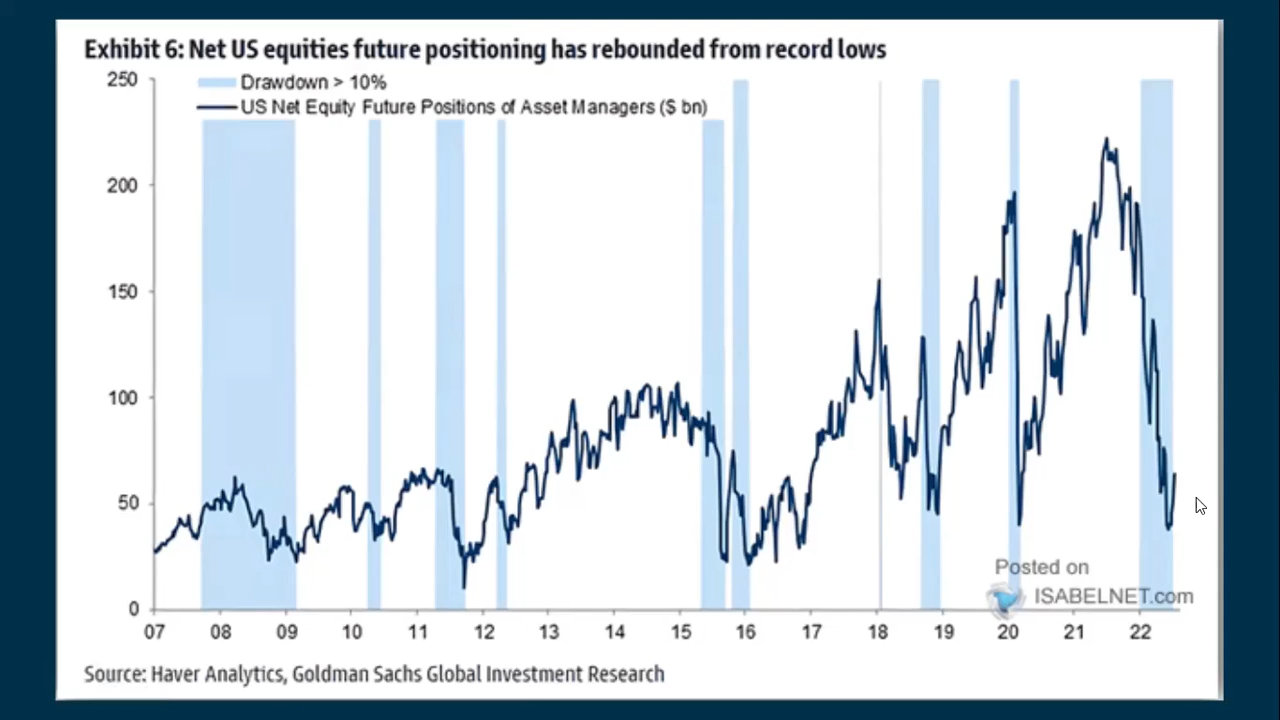 Exhibit 6: Net US equities future positioning has rebounded from record lows
250
Drawdown > 10%
US Net Equity Future Positions of Asset Managers ($ bn)
200
150
100
50
0
Posted on
ISABELNET.com
07 08 09 10 11 12 13 14 15 16 17 18 19 20 21 22
Source: Haver Analytics, Goldman Sachs Global Investment Research